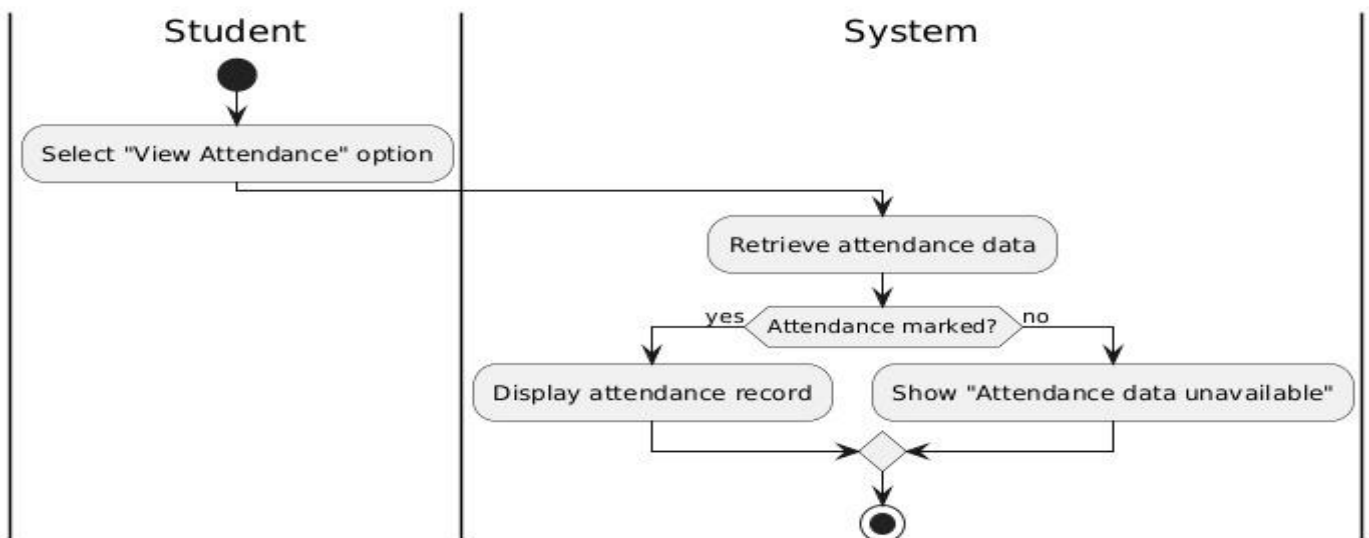 Student
System
Select "View Attendance" option
Retrieve attendance data
yes
Attendance marked?
no
Display attendance record
Show "Attendance data unavailable"